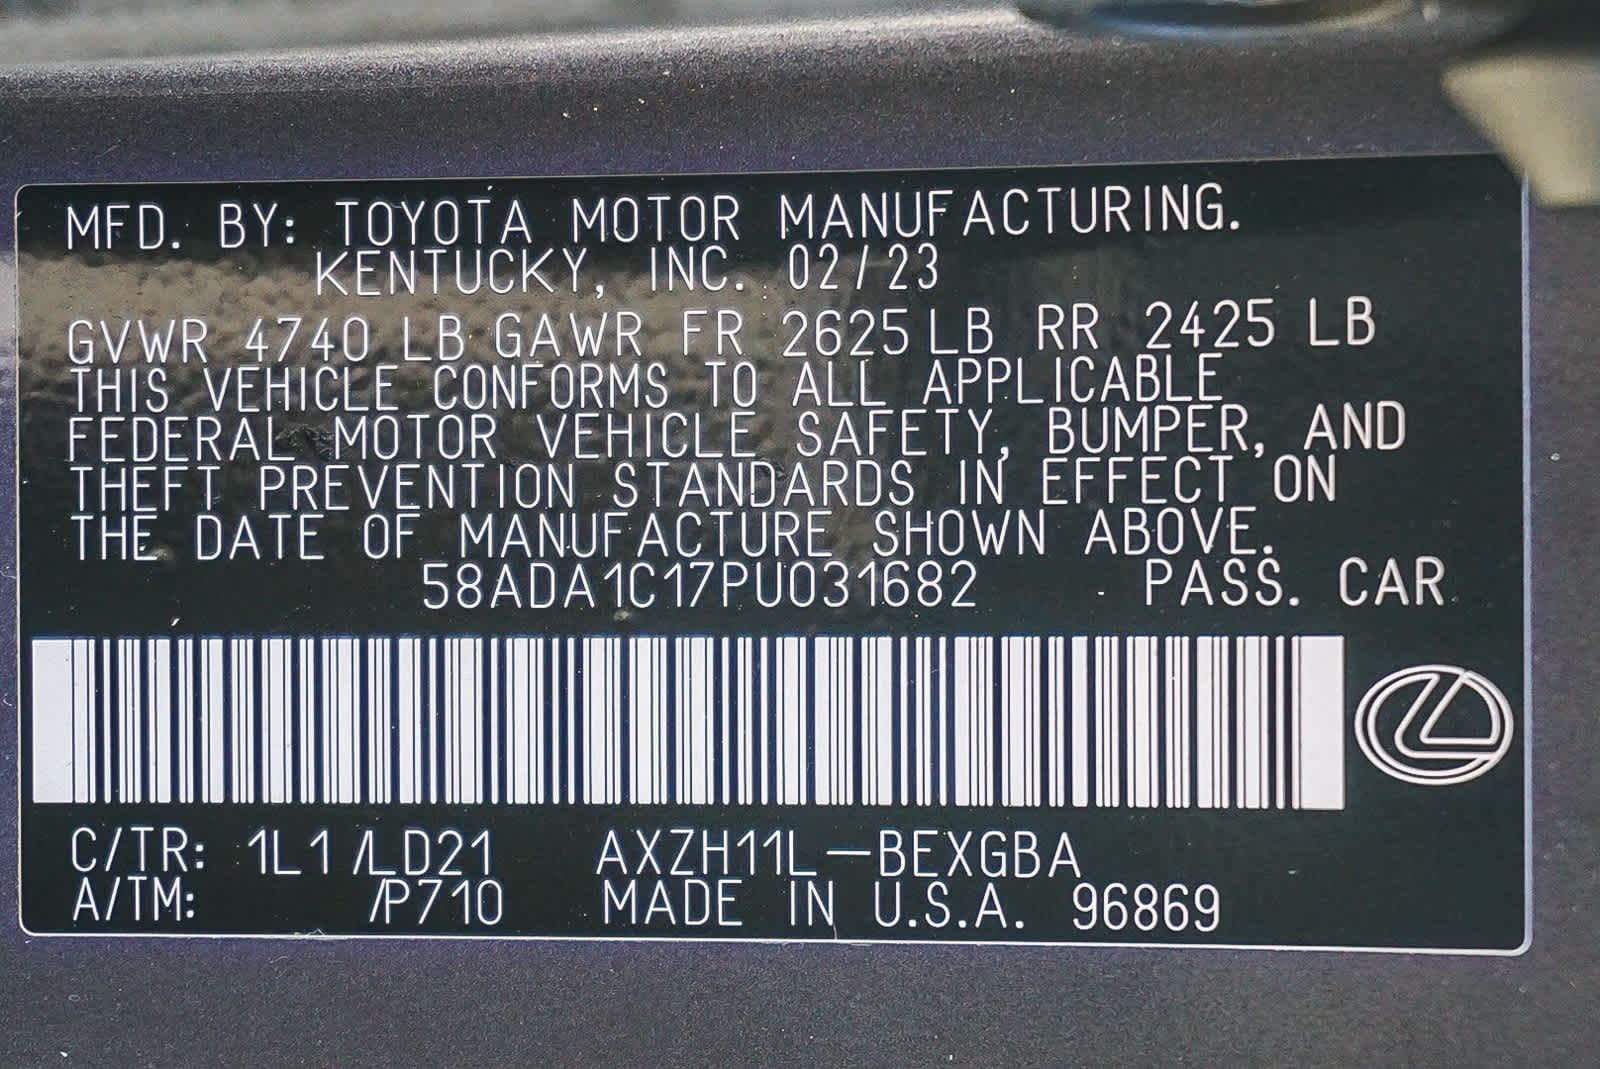 MFD. BY: TOYOTA MOTOR MANUFACTURING.
KENTUCKY, INC. 02/23
GVWR 4740 LB GAWR FR 2625 LB RR 2425 LB
THIS VEHICLE CONFORMS TO ALL APPLICABLE
FEDERAL MOTOR VEHICLE SAFETY, BUMPER, AND
THEFT PREVENTION STANDARDS IN EFFECT ON
THE DATE OF MANUFACTURE SHOWN ABOVE.
58ADA1C17PU031682 PASS. CAR
C/TR: 1L1/LD21 AXZH11L-BEXGBA
A/TM: /P710 MADE IN U.S.A. 96869